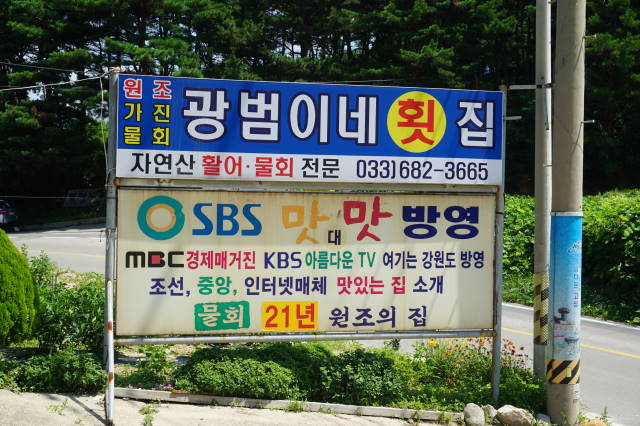 원조
가진
물회
광범이네 횟집
자연산 활어·물회 전문 033)682-3665
SBS 맛대맛 방영
MBC 경제매거진 KBS 아름다운 TV 여기는 강원도 방영
조선, 중앙, 인터넷매체 맛있는 집 소개
물회 21년 원조의 집